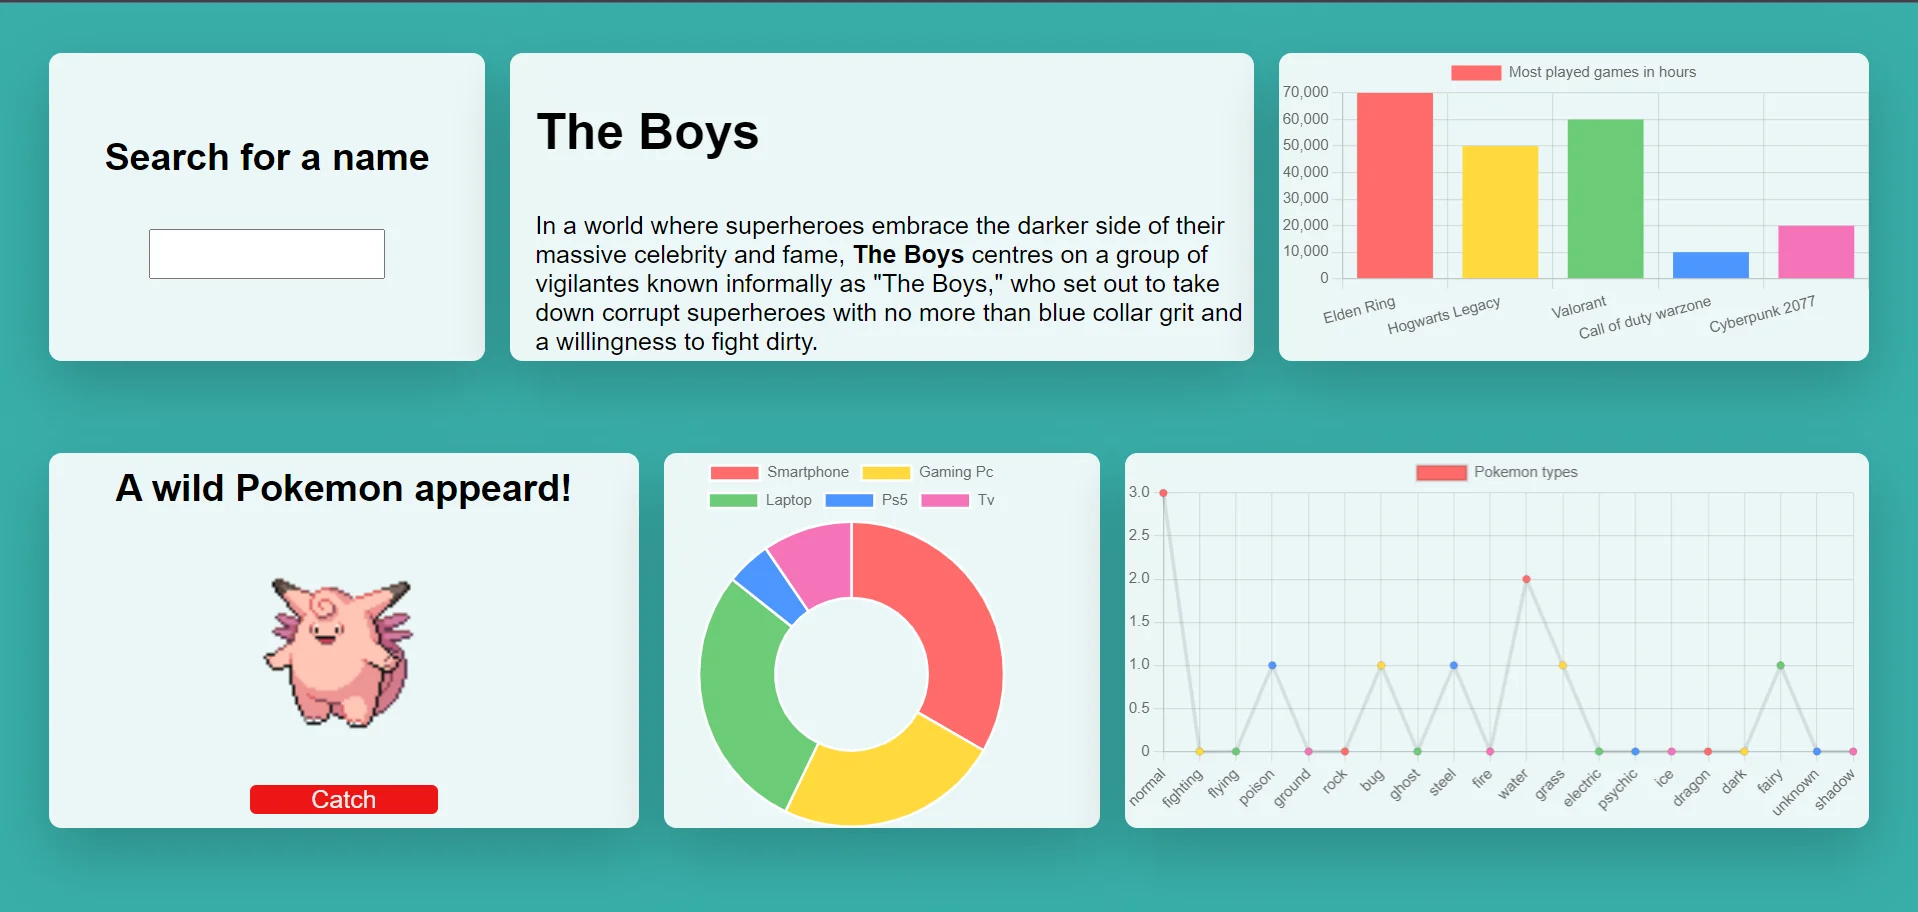 Search for a name
The Boys
In a world where superheroes embrace the darker side of their
massive celebrity and fame, The Boys centres on a group of
vigilantes known informally as "The Boys," who set out to take
down corrupt superheroes with no more than blue collar grit and
a willingness to fight dirty.
Most played games in hours
70,000
60,000
50,000
40,000
30,000
20,000
10,000
0
Elden Ring
Hogwarts Legacy
Valorant
Call of duty warzone
Cyberpunk 2077
A wild Pokemon appeard!
Catch
Smartphone Gaming Pc
Laptop Ps5 Tv
Pokemon types
3.0
2.5
2.0
1.5
1.0
0.5
0
normal
fighting
flying
poison
ground
rock
bug
ghost
steel
fire
water
grass
electric
psychic
ice
dragon
dark
fairy
unknown
shadow